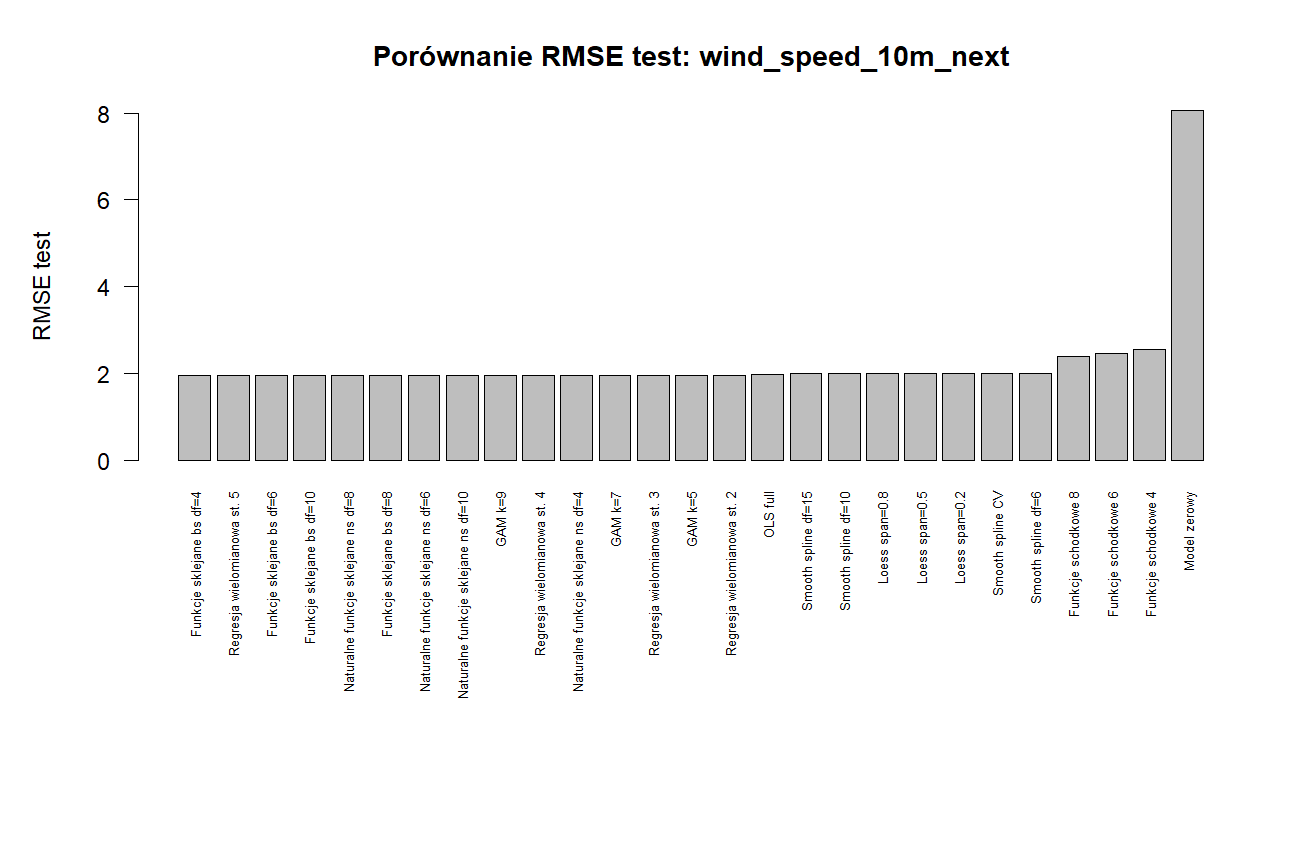 Porównanie RMSE test: wind_speed_10m_next
RMSE test
8
6
4
2
0
Funkcje sklejane bs df=4
Regresja wielomianowa st. 5
Funkcje sklejane bs df=6
Funkcje sklejane bs df=10
Naturalne funkcje sklejane ns df=8
Funkcje sklejane bs df=8
Naturalne funkcje sklejane ns df=6
Naturalne funkcje sklejane ns df=10
GAM k=9
Regresja wielomianowa st. 4
Naturalne funkcje sklejane ns df=4
GAM k=7
Regresja wielomianowa st. 3
GAM k=5
Regresja wielomianowa st. 2
OLS full
Smooth spline df=15
Smooth spline df=10
Loess span=0.8
Loess span=0.5
Loess span=0.2
Smooth spline CV
Smooth spline df=6
Funkcje schodkowe 8
Funkcje schodkowe 6
Funkcje schodkowe 4
Model zerowy